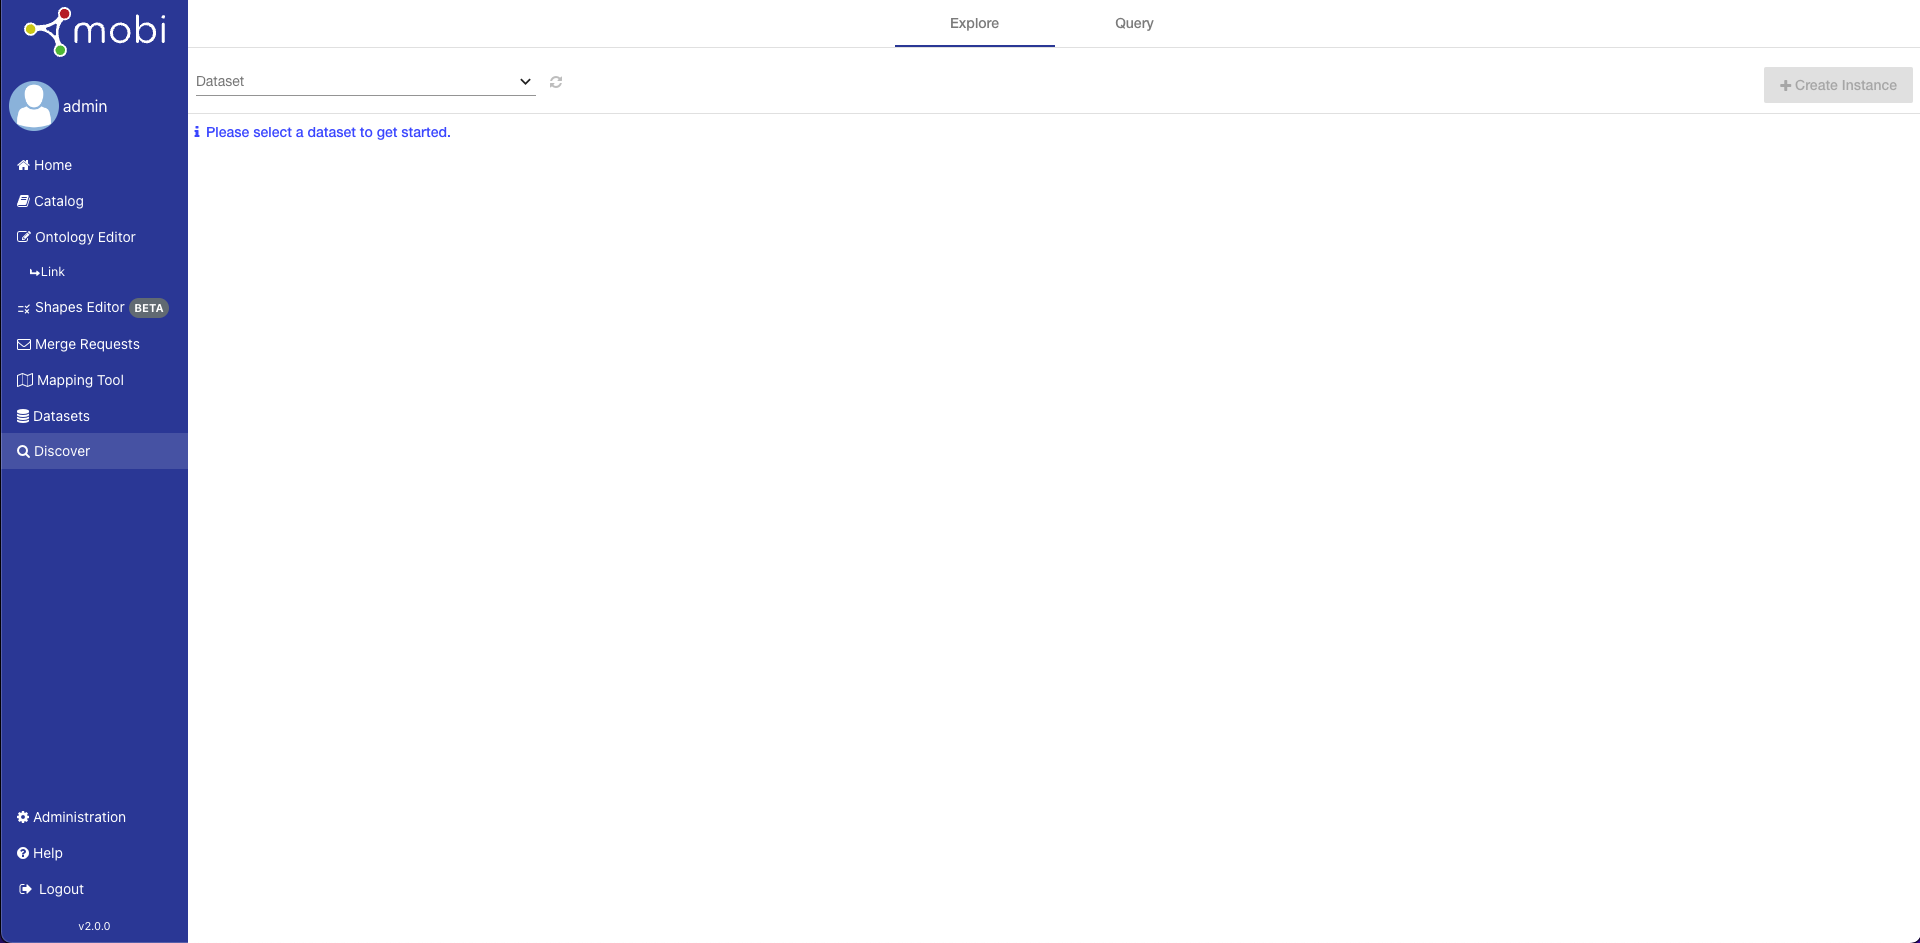 mobi
admin
Home
Catalog
Ontology Editor
Link
Shapes Editor BETA
Merge Requests
Mapping Tool
Datasets
Discover
Administration
Help
Logout
v2.0.0
Explore Query
Dataset
Create Instance
Please select a dataset to get started.